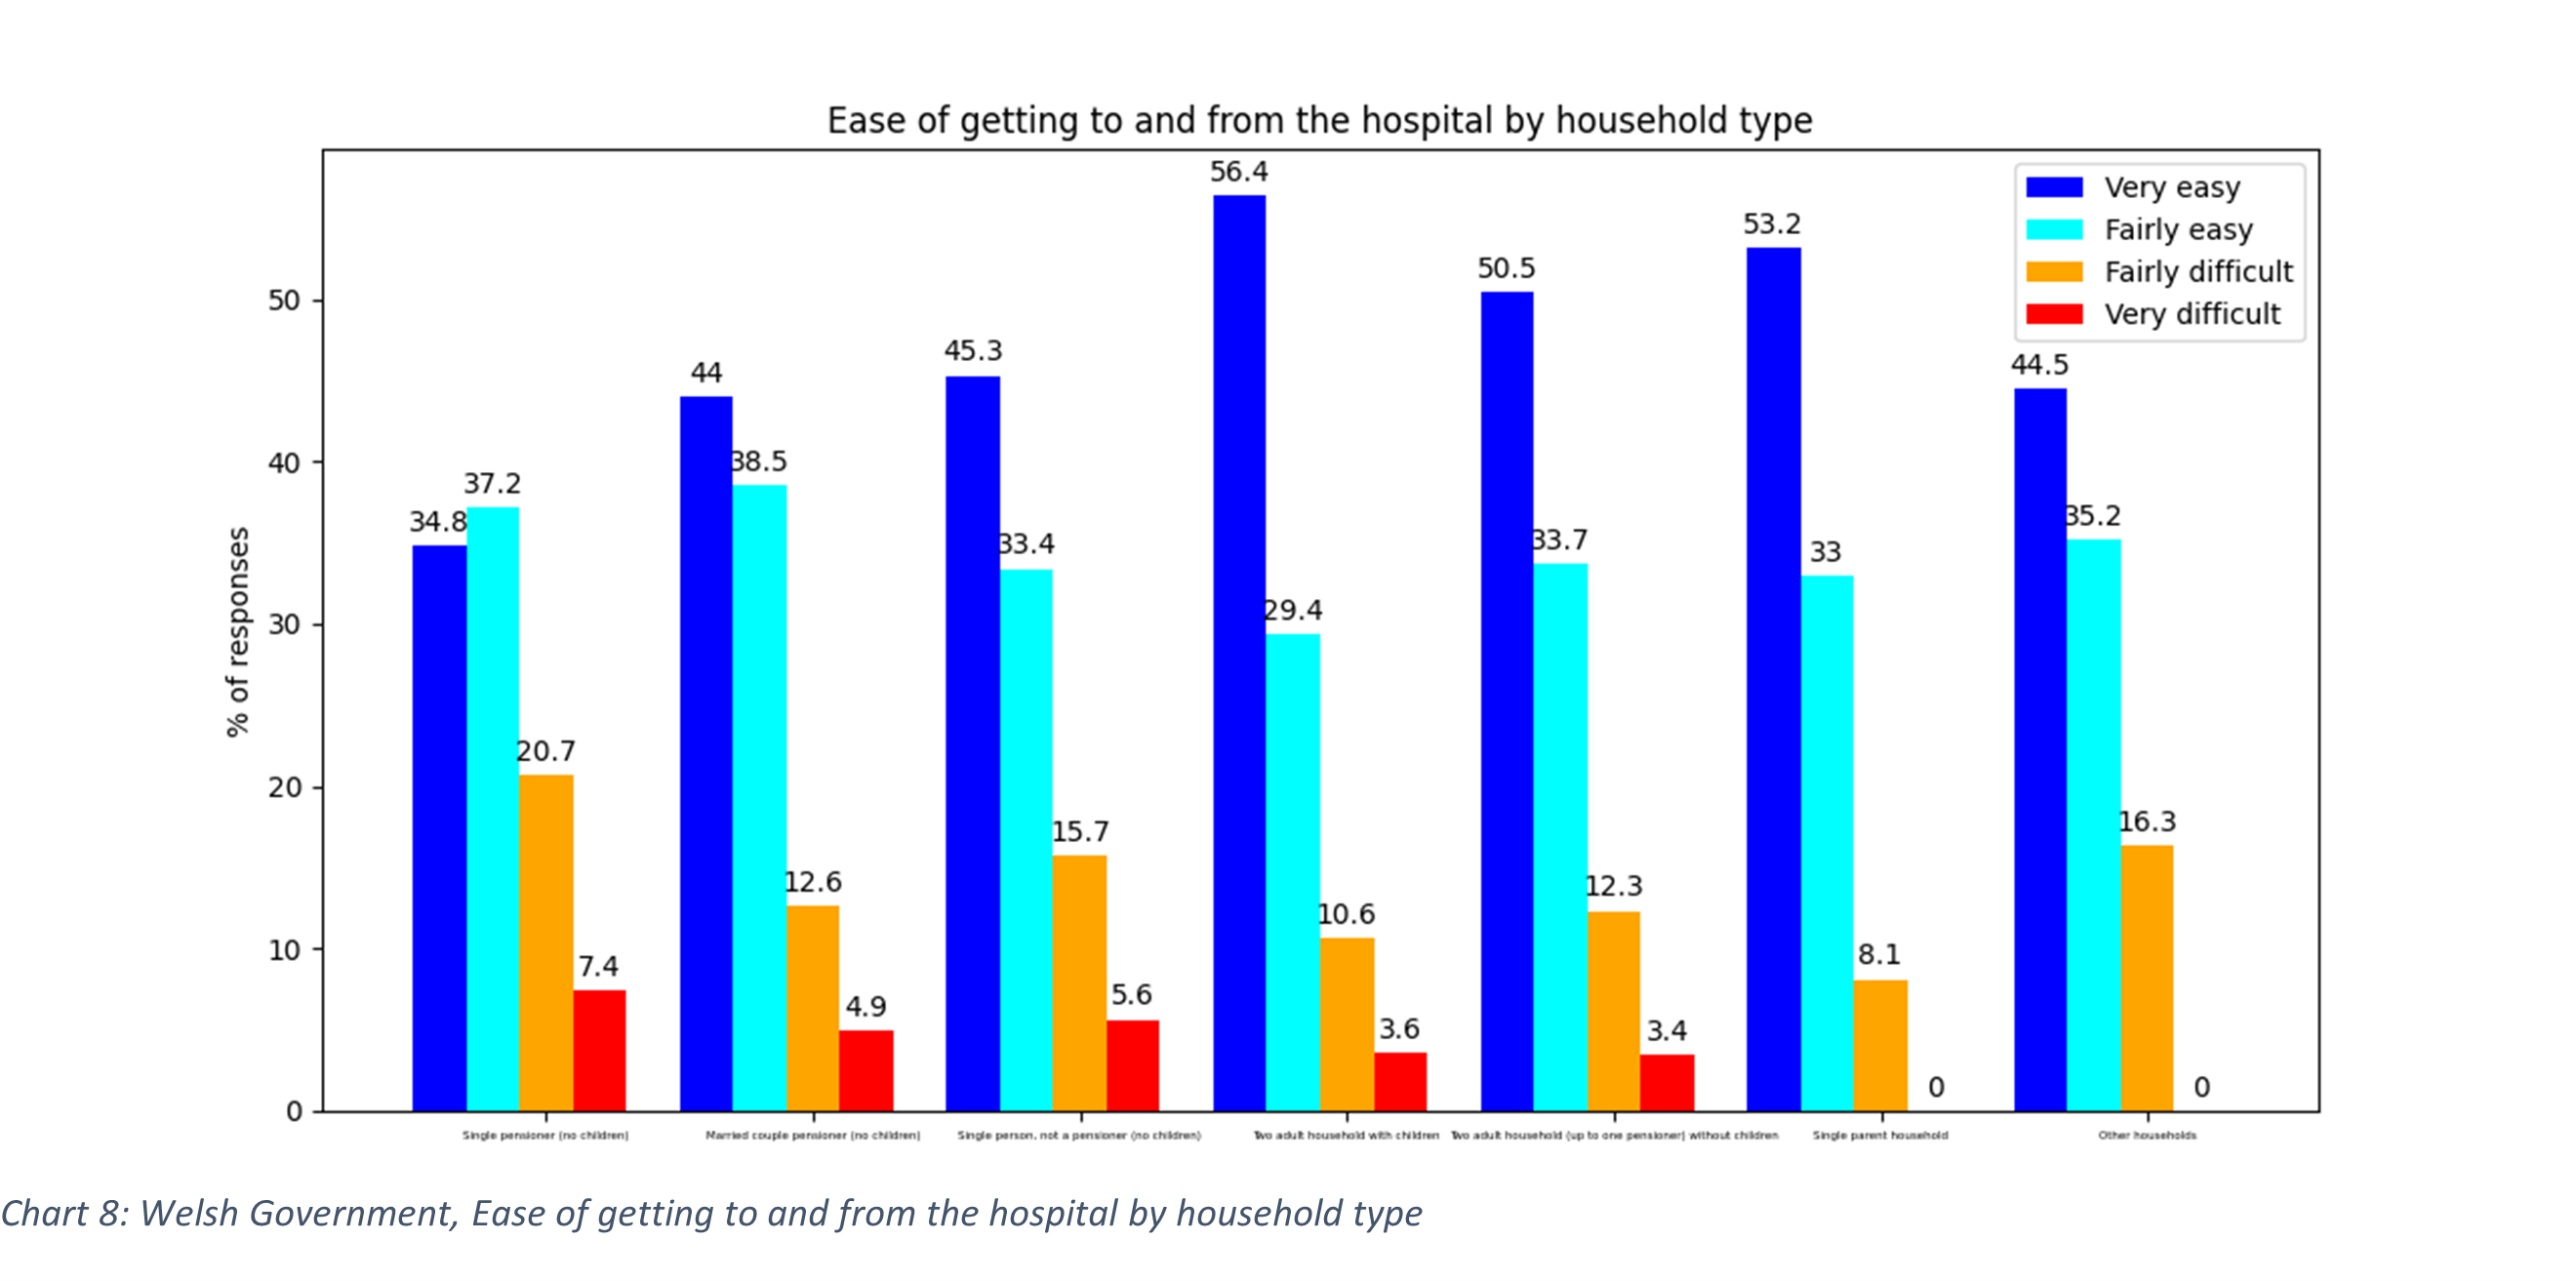 Ease of getting to and from the hospital by household type
Very easy
Fairly easy
Fairly difficult
Very difficult
% of responses
50
40
30
20
10
0
34.8
37.2
20.7
7.4
44
38.5
12.6
4.9
45.3
33.4
15.7
5.6
56.4
29.4
10.6
3.6
50.5
33.7
12.3
3.4
53.2
33
8.1
0
44.5
35.2
16.3
0
Single pensioner (no children)
Married couple pensioner (no children)
Single person, not a pensioner (no children)
Two adult household with children
Two adult household (up to one pensioner) without children
Single parent household
Other households
Chart 8: Welsh Government, Ease of getting to and from the hospital by household type